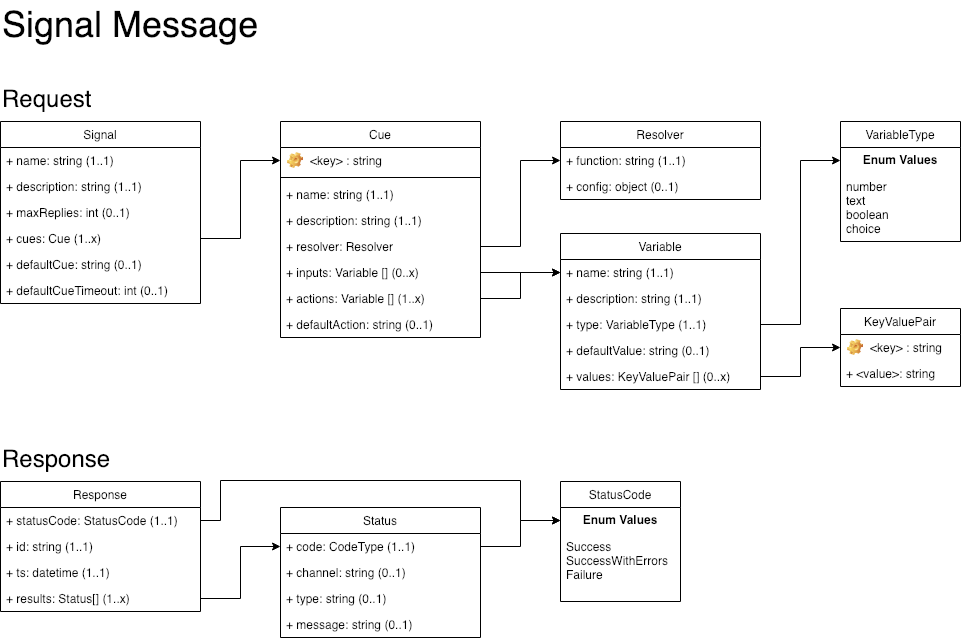 Signal Message
Request
Signal
+ name: string (1..1)
+ description: string (1..1)
+ maxReplies: int (0..1)
+ cues: Cue (1..x)
+ defaultCue: string (0..1)
+ defaultCueTimeout: int (0..1)
Cue
<key> : string
+ name: string (1..1)
+ description: string (1..1)
+ resolver: Resolver
+ inputs: Variable [] (0..x)
+ actions: Variable [] (1..x)
+ defaultAction: string (0..1)
Resolver
+ function: string (1..1)
+ config: object (0..1)
Variable
+ name: string (1..1)
+ description: string (1..1)
+ type: VariableType (1..1)
+ defaultValue: string (0..1)
+ values: KeyValuePair [] (0..x)
VariableType
Enum Values
number
text
boolean
choice
KeyValuePair
<key> : string
+ <value>: string
Response
Response
+ statusCode: StatusCode (1..1)
+ id: string (1..1)
+ ts: datetime (1..1)
+ results: Status[] (1..x)
Status
+ code: CodeType (1..1)
+ channel: string (0..1)
+ type: string (0..1)
+ message: string (0..1)
StatusCode
Enum Values
Success
SuccessWithErrors
Failure